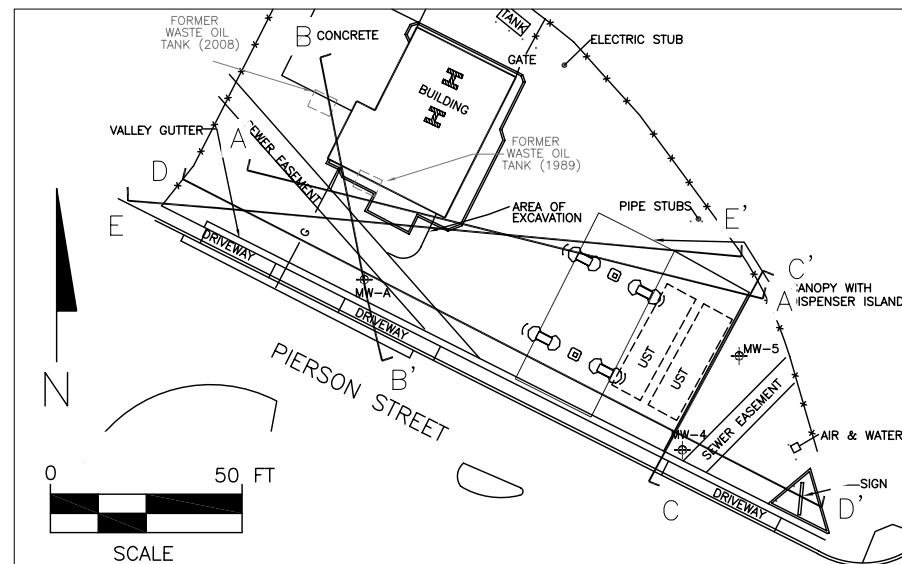 FORMER
WASTE OIL
TANK (2008)
B
CONCRETE
TANK
GATE
ELECTRIC STUB
BUILDING
VALLEY GUTTER
A
SEWER EASEMENT
FORMER
WASTE OIL
TANK (1989)
D
E
AREA OF
EXCAVATION
PIPE STUBS
E'
C'
G
DRIVEWAY
MW-A
A
CANOPY WITH
DISPENSER ISLAND
DRIVEWAY
B'
UST
UST
MW-5
N
PIERSON STREET
MW-4
SEWER EASEMENT
AIR & WATER
0 50 FT
SCALE
C
DRIVEWAY
SIGN
D'